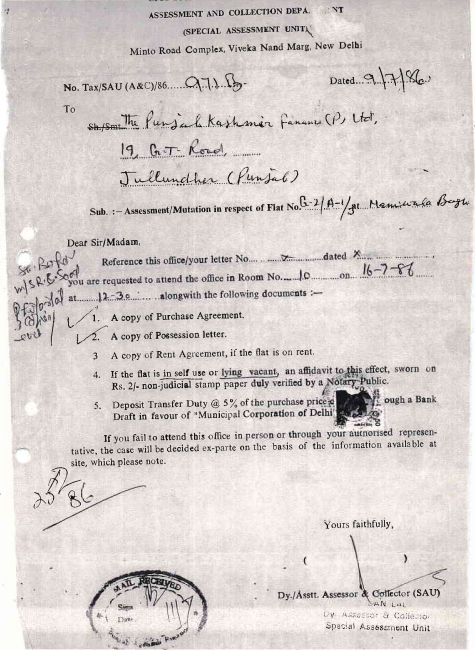 ASSESSMENT AND COLLECTION DEPA NT
(SPECIAL ASSESSMENT UNIT)
Minto Road Complex, Viveka Nand Marg, New Delhi
No. Tax/SAU (A&C)/86 971 B Dated 9/7/86
To
Sh./Smt. The Punjab Kashmir Finance (P) Ltd,
19, G.T. Road,
Jullundher (Punjab)
Sub. :— Assessment/Mutation in respect of Flat No. G-2/A-1/
Dear Sir/Madam,
Reference this office/your letter No. x dated x
you are requested to attend the office in Room No. 10 on 16-7-86
at 12-30 alongwith the following documents :—
1. A copy of Purchase Agreement.
2. A copy of Possession letter.
3 A copy of Rent Agreement, if the flat is on rent.
4. If the flat is in self use or lying vacant, an affidavit to this effect, sworn on
Rs. 2/- non-judicial stamp paper duly verified by a Notary Public.
5. Deposit Transfer Duty @ 5% of the purchase price ough a Bank
Draft in favour of "Municipal Corporation of Delhi
If you fail to attend this office in person or through your authorised represen-
tative, the case will be decided ex-parte on the basis of the information available at
site, which please note.
86
Yours faithfully,
( )
Dy./Asstt. Assessor & Collector (SAU)
Dy. Assessor & Collector
Special Assessment Unit
MAIL RECEIVED
Sign
Date